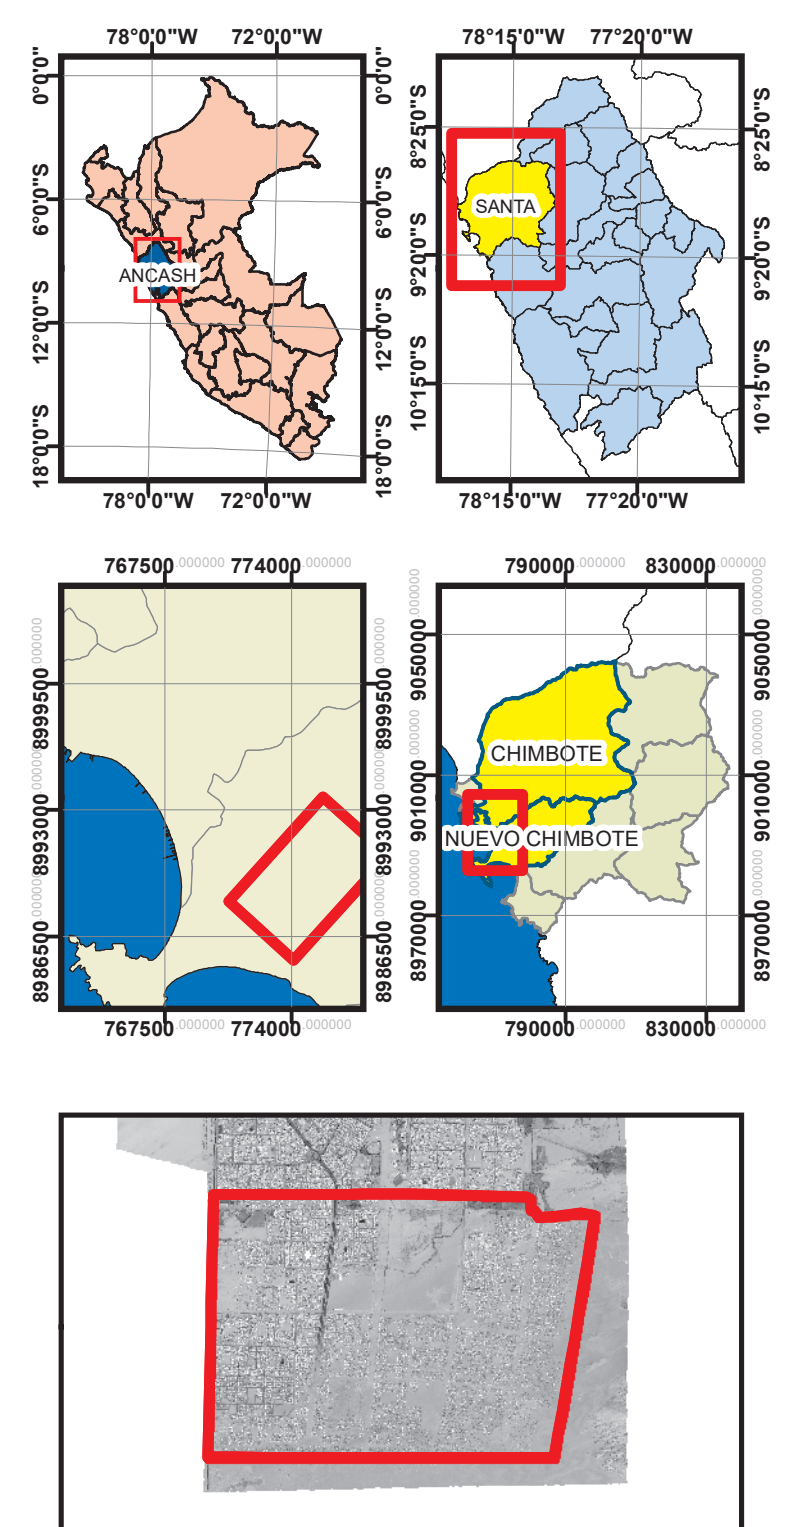 78°0'0"W 72°0'0"W
0°0'0"
6°0'0"S
12°0'0"S
18°0'0"S
ANCASH
0°0'0"
6°0'0"S
12°0'0"S
18°0'0"S
78°0'0"W 72°0'0"W
78°15'0"W 77°20'0"W
8°25'0"S
9°20'0"S
10°15'0"S
SANTA
8°25'0"S
9°20'0"S
10°15'0"S
78°15'0"W 77°20'0"W
767500.000000 774000.000000
8999500.000000
8993000.000000
8986500.000000
8999500.000000
8993000.000000
8986500.000000
767500.000000 774000.000000
790000.000000 830000.000000
9050000.000000
9010000.000000
8970000.000000
CHIMBOTE
NUEVO CHIMBOTE
9050000.000000
9010000.000000
8970000.000000
790000.000000 830000.000000